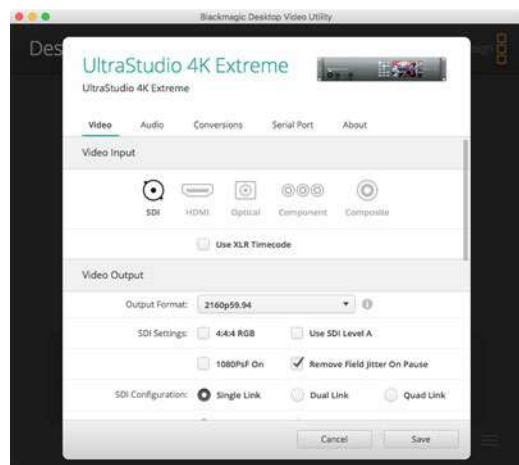 Blackmagic Desktop Video Utility
Des
UltraStudio 4K Extreme
UltraStudio 4K Extreme
Video Audio Conversions Serial Port About
Video Input
SDI HDMI Optical Component Composite
Use XLR Timecode
Video Output
Output Format: 2160p59.94
SDI Settings: 4:4:4 RGB Use SDI Level A
1080PsF On Remove Field Jitter On Pause
SDI Configuration: Single Link Dual Link Quad Link
Cancel Save